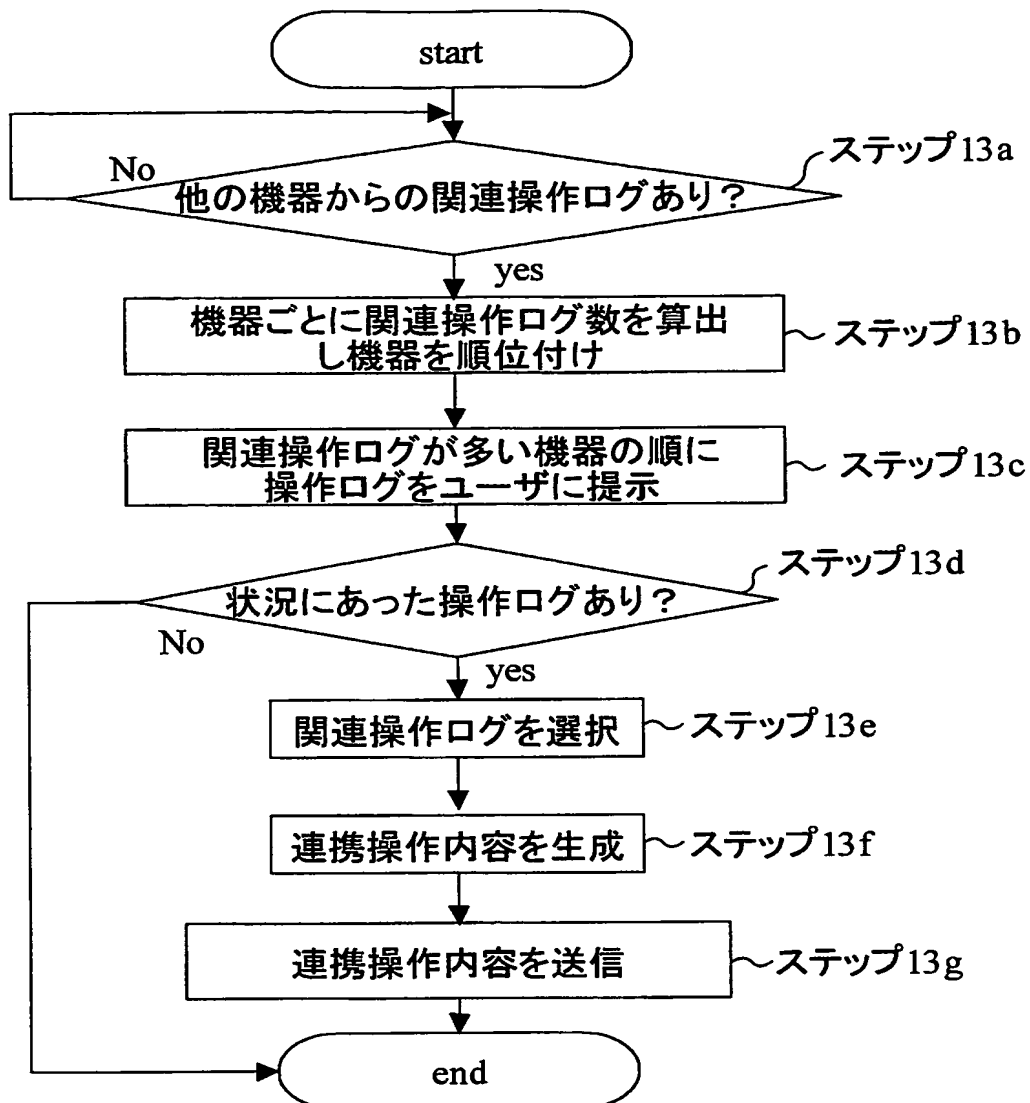 start
No
ステップ13a
他の機器からの関連操作ログあり?
yes
機器ごとに関連操作ログ数を算出
し機器を順位付け
ステップ13b
関連操作ログが多い機器の順に
操作ログをユーザに提示
ステップ13c
ステップ13d
状況にあった操作ログあり?
No
yes
関連操作ログを選択
ステップ13e
連携操作内容を生成
ステップ13f
連携操作内容を送信
ステップ13g
end